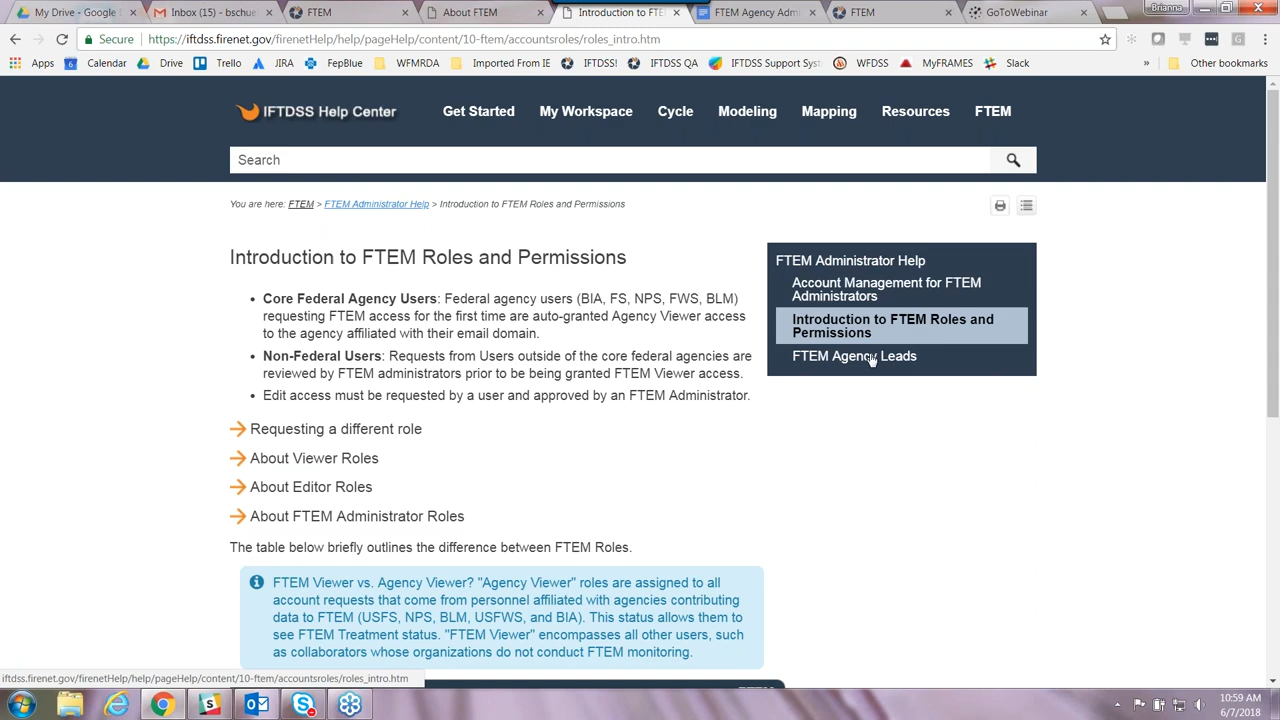 My Drive - Google
Inbox (15) - bschue
FTEM
About FTEM
Introduction to FTE
FTEM Agency Admi
FTEM
GoToWebinar
Brianna
Secure
https://iftdss.firenet.gov/firenetHelp/help/pageHelp/content/10-ftem/accountsroles/roles_intro.htm
Apps
Calendar
Drive
Trello
JIRA
FepBlue
WFMRDA
Imported From IE
IFTDSS!
IFTDSS QA
IFTDSS Support Syst
WFDSS
MyFRAMES
Slack
»
Other bookmarks
IFTDSS Help Center
Get Started
My Workspace
Cycle
Modeling
Mapping
Resources
FTEM
Search
You are here: FTEM > FTEM Administrator Help > Introduction to FTEM Roles and Permissions
Introduction to FTEM Roles and Permissions
• Core Federal Agency Users: Federal agency users (BIA, FS, NPS, FWS, BLM)
requesting FTEM access for the first time are auto-granted Agency Viewer access
to the agency affiliated with their email domain.
• Non-Federal Users: Requests from Users outside of the core federal agencies are
reviewed by FTEM administrators prior to being granted FTEM Viewer access.
• Edit access must be requested by a user and approved by an FTEM Administrator.
Requesting a different role
About Viewer Roles
About Editor Roles
About FTEM Administrator Roles
The table below briefly outlines the difference between FTEM Roles.
FTEM Viewer vs. Agency Viewer? "Agency Viewer" roles are assigned to all
account requests that come from personnel affiliated with agencies contributing
data to FTEM (USFS, NPS, BLM, USFWS, and BIA). This status allows them to
see FTEM Treatment status. "FTEM Viewer" encompasses all other users, such
as collaborators whose organizations do not conduct FTEM monitoring.
FTEM Administrator Help
Account Management for FTEM
Administrators
Introduction to FTEM Roles and
Permissions
FTEM Agency Leads
iftdss.firenet.gov/firenetHelp/help/pageHelp/content/10-ftem/accountsroles/roles_intro.htm
10:59 AM
6/7/2018